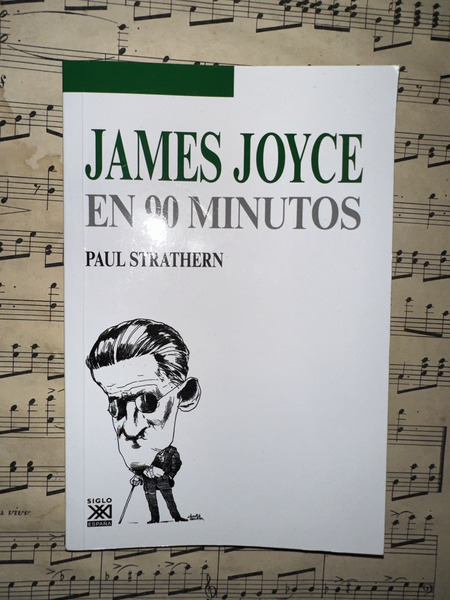 JAMES JOYCE
EN 90 MINUTOS
PAUL STRATHERN
SIGLO
XXI
ESPAÑA